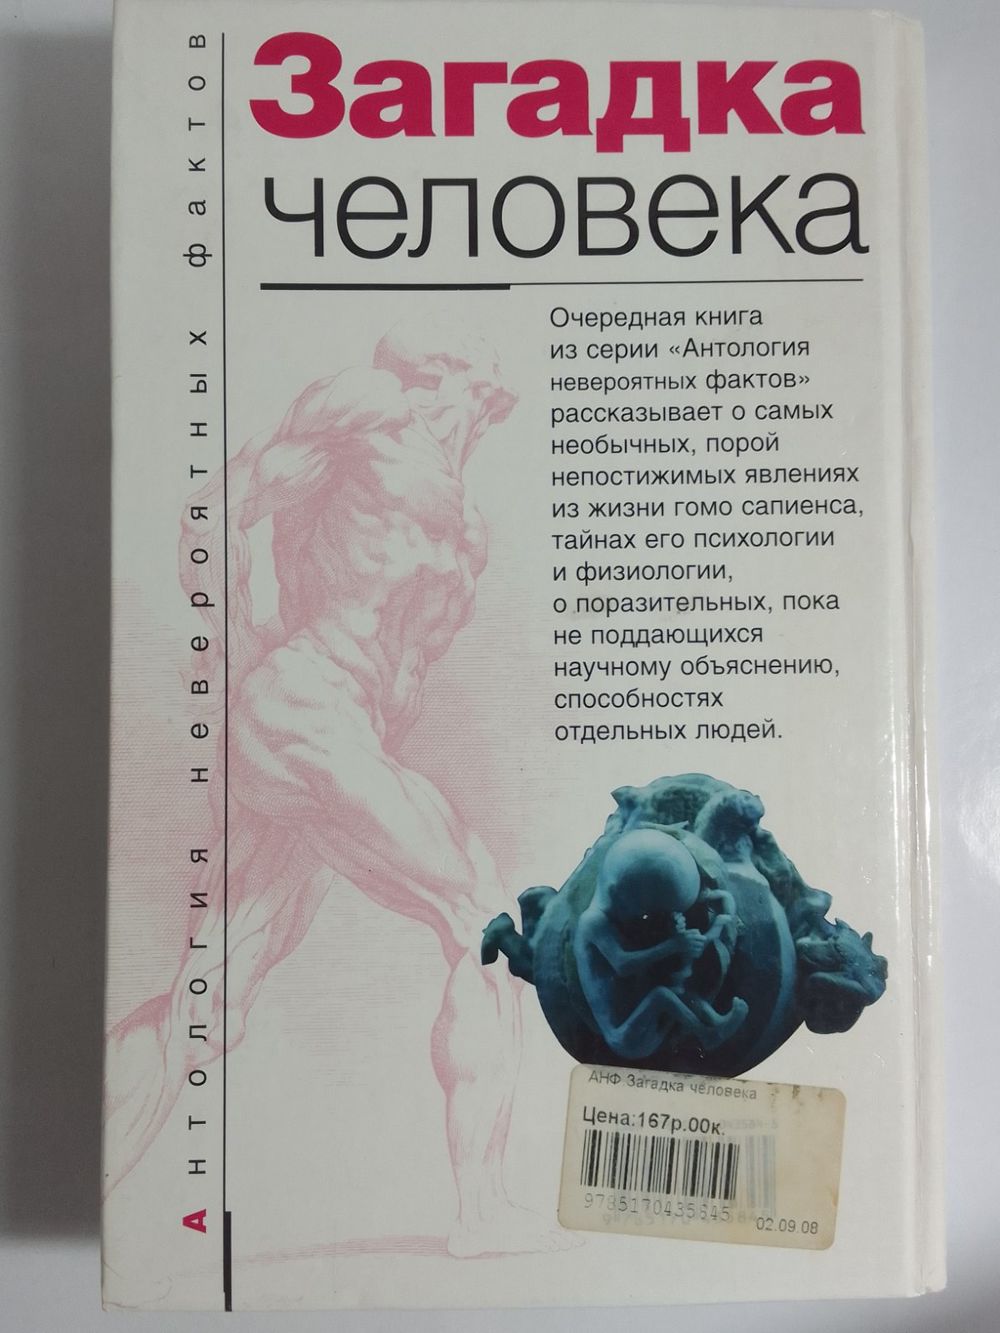 Антология невероятных фактов
Загадка
человека
Очередная книга
из серии «Антология
невероятных фактов»
рассказывает о самых
необычных, порой
непостижимых явлениях
из жизни гомо сапиенса,
тайнах его психологии
и физиологии,
о поразительных, пока
не поддающихся
научному объяснению,
способностях
отдельных людей.
АНФ Загадка человека
Цена:167р.00к.
9785170435645
02.09.08